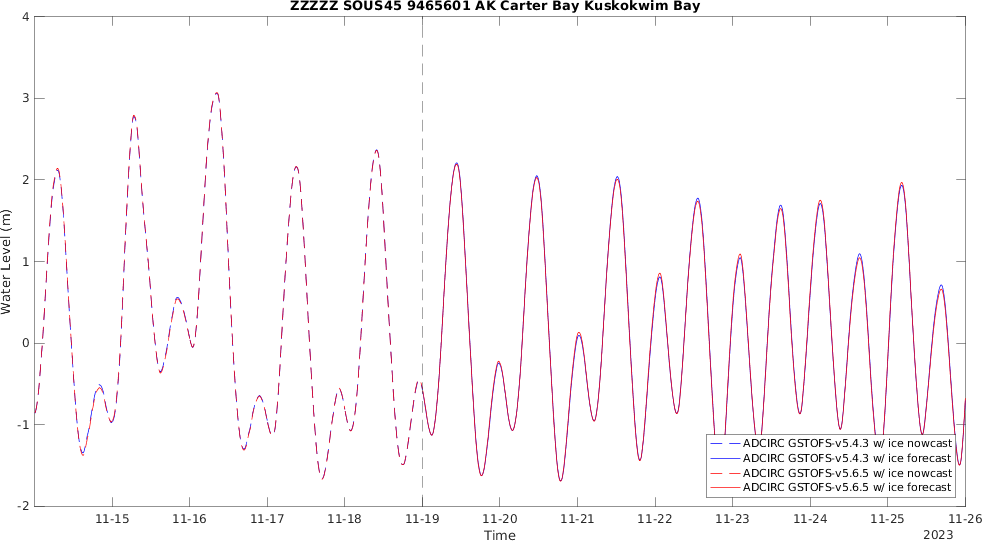 ZZZZZ SOUS45 9465601 AK Carter Bay Kuskokwim Bay
4
3
2
1
0
-1
-2
Water Level (m)
ADCIRC GSTOFS-v5.4.3 w/ ice nowcast
ADCIRC GSTOFS-v5.4.3 w/ ice forecast
ADCIRC GSTOFS-v5.6.5 w/ ice nowcast
ADCIRC GSTOFS-v5.6.5 w/ ice forecast
11-15 11-16 11-17 11-18 11-19 11-20 11-21 11-22 11-23 11-24 11-25 11-26
Time 2023